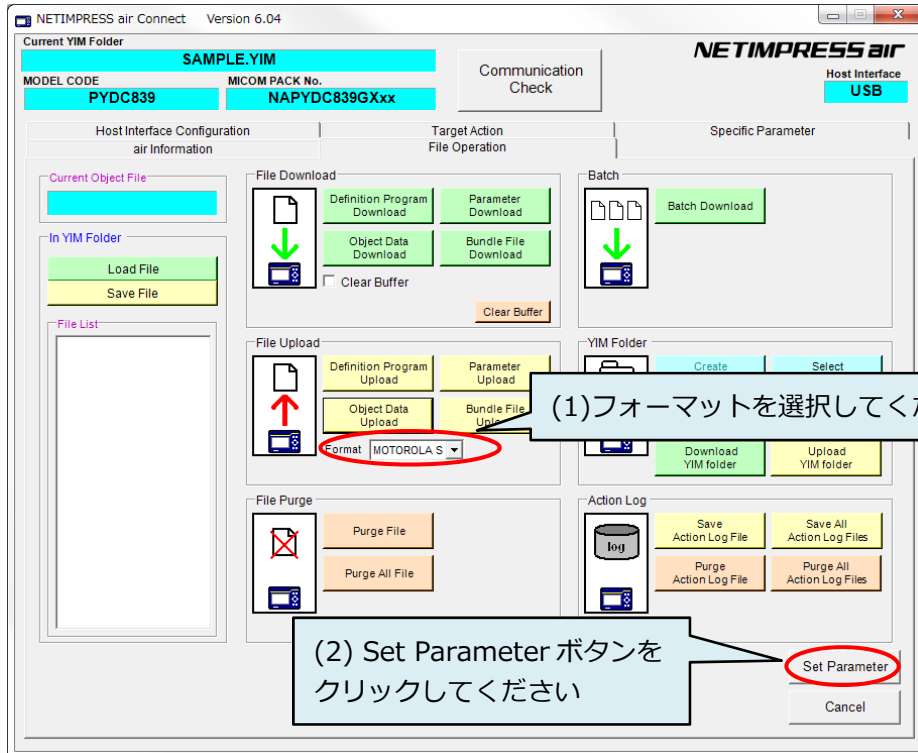 NETIMPRESS air Connect Version 6.04
Current YIM Folder
SAMPLE.YIM
MODEL CODE
MICOM PACK No.
PYDC839
NAPYDC839GXxx
Communication
Check
NETIMPRESS air
Host Interface
USB
Host Interface Configuration
Target Action
Specific Parameter
air Information
File Operation
Current Object File
In YIM Folder
Load File
Save File
File List
File Download
Definition Program
Download
Parameter
Download
Object Data
Download
Bundle File
Download
Clear Buffer
Clear Buffer
Batch
Batch Download
File Upload
Definition Program
Upload
Parameter
Upload
Object Data
Upload
Bundle File
Format MOTOROLA S
YIM Folder
Create
Select
(1)フォーマットを選択してく
Download
YIM folder
Upload
YIM folder
File Purge
Purge File
Purge All File
Action Log
log
Save
Action Log File
Save All
Action Log Files
Purge
Action Log File
Purge All
Action Log Files
(2) Set Parameter ボタンを
クリックしてください
Set Parameter
Cancel